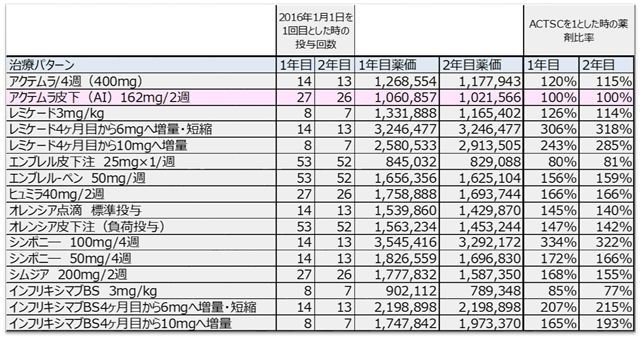 2016年1月1日を
1回目とした時の
投与回数
ACTSCを1とした時の薬
剤比率
治療パターン 1年目 2年目 1年目薬価 2年目薬価 1年目 2年目
アクテムラ/4週（400mg） 14 13 1,268,554 1,177,943 120% 115%
アクテムラ皮下（AI）162mg/2週 27 26 1,060,857 1,021,566 100% 100%
レミケード3mg/kg 8 7 1,331,888 1,165,402 126% 114%
レミケード4ヶ月目から6mgへ増量・短縮 14 13 3,246,477 3,246,477 306% 318%
レミケード4ヶ月目から10mgへ増量 8 7 2,580,533 2,913,505 243% 285%
エンブレル皮下注 25mg×1/週 53 52 845,032 829,088 80% 81%
エンブレル-ペン 50mg/週 53 52 1,656,356 1,625,104 156% 159%
ヒュミラ40mg/2週 27 26 1,758,888 1,693,744 166% 166%
オレンシア点滴 標準投与 14 13 1,539,860 1,429,870 145% 140%
オレンシア皮下注（負荷投与） 53 52 1,563,234 1,453,244 147% 142%
シンポニー 100mg/4週 14 13 3,545,416 3,292,172 334% 322%
シンポニー 50mg/4週 14 13 1,826,559 1,696,830 172% 166%
シムジア 200mg/2週 27 26 1,777,832 1,587,350 168% 155%
インフリキシマブBS 3mg/kg 8 7 902,112 789,348 85% 77%
インフリキシマブBS4ヶ月目から6mgへ増量・短縮 14 13 2,198,898 2,198,898 207% 215%
インフリキシマブBS4ヶ月目から10mgへ増量 8 7 1,747,842 1,973,370 165% 193%